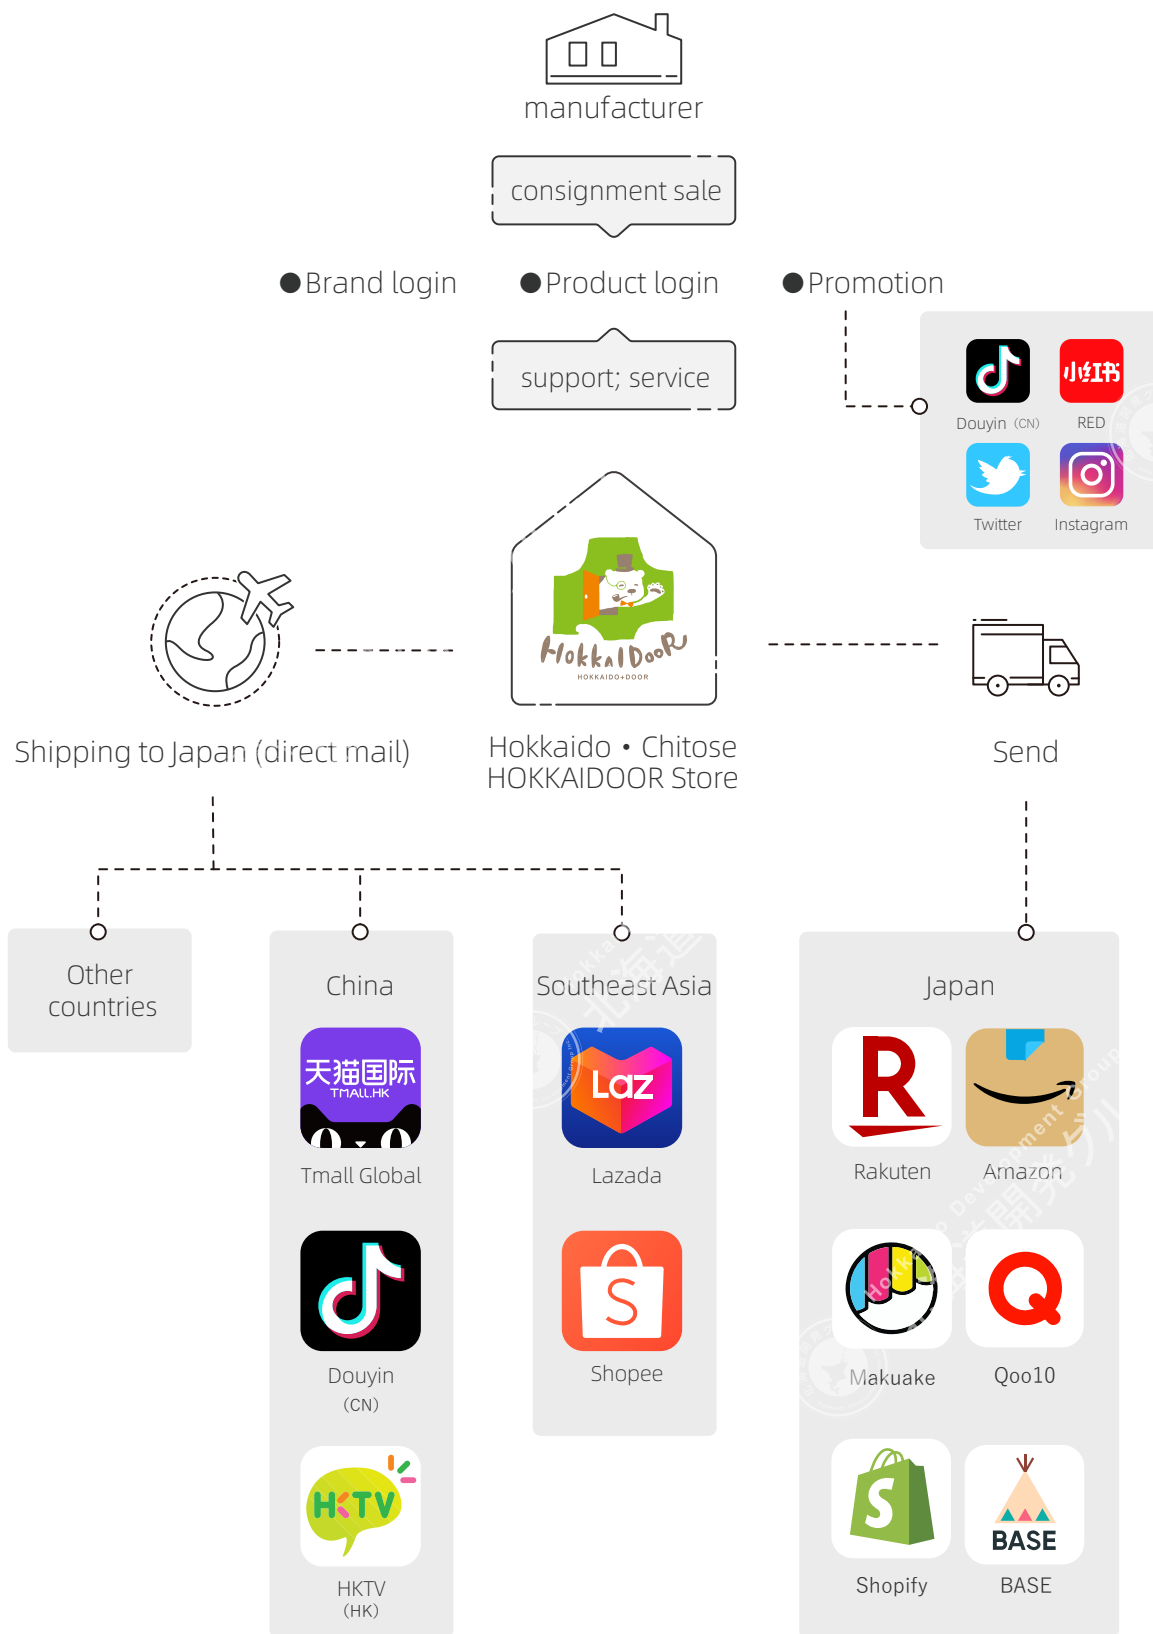 manufacturer
consignment sale
●Brand login
●Product login
●Promotion
support; service
小红书
Douyin（CN）
RED
Twitter
Instagram
HOKKAIDOOR
HOKKAIDO+DOOR
Shipping to Japan (direct mail)
Hokkaido・Chitose
HOKKAIDOOR Store
Send
Other
countries
China
Southeast Asia
Japan
天猫国际
TMALL.HK
Laz
R
Tmall Global
Lazada
Rakuten
Amazon
S
Q
Douyin
（CN）
Shopee
Makuake
Qoo10
HKTV
S
BASE
HKTV
（HK）
Shopify
BASE
北海道